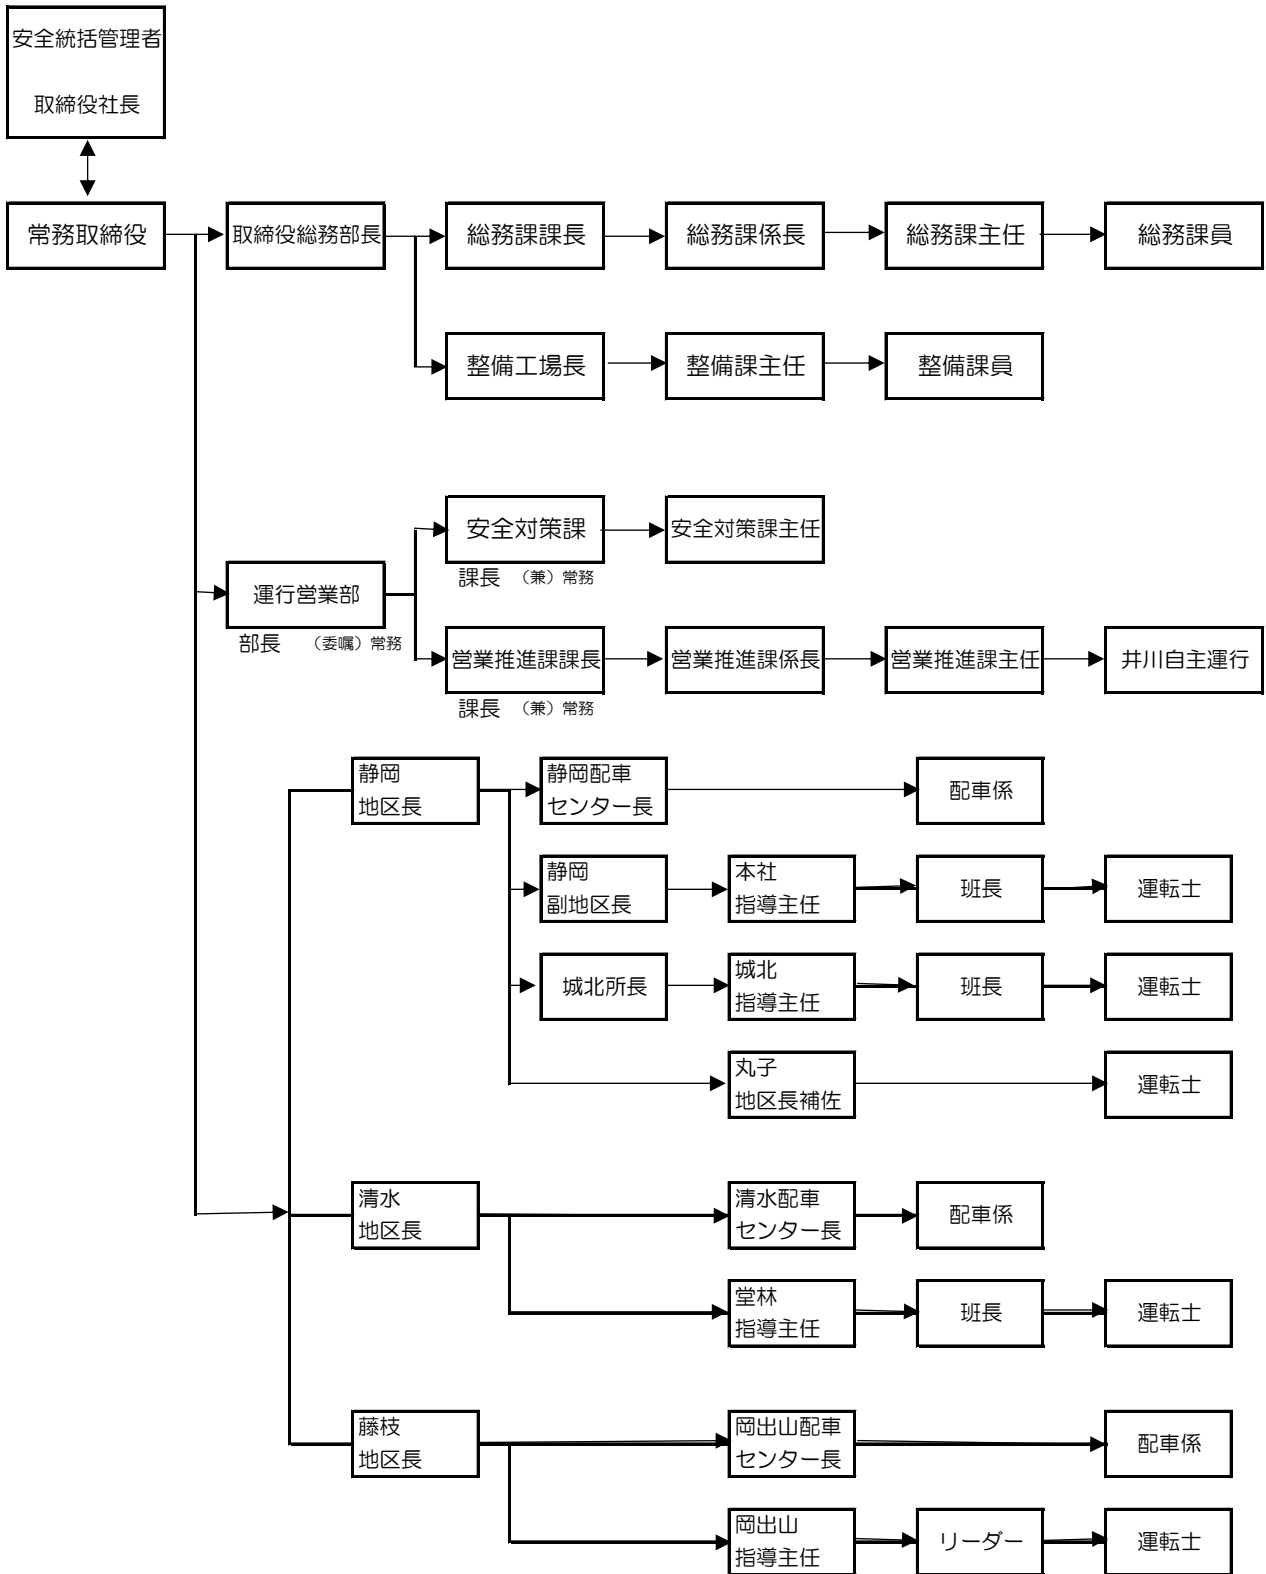 安全統括管理者
取締役社長
常務取締役
取締役総務部長
総務課課長
総務課係長
総務課主任
総務課員
整備工場長
整備課主任
整備課員
安全対策課
安全対策課主任
課長 （兼）常務
運行営業部
部長 （委嘱）常務
営業推進課課長
営業推進課係長
営業推進課主任
井川自主運行
課長 （兼）常務
静岡
地区長
静岡配車
センター長
配車係
静岡
副地区長
本社
指導主任
班長
運転士
城北所長
城北
指導主任
班長
運転士
丸子
地区長補佐
運転士
清水
地区長
清水配車
センター長
配車係
堂林
指導主任
班長
運転士
藤枝
地区長
岡出山配車
センター長
配車係
岡出山
指導主任
リーダー
運転士